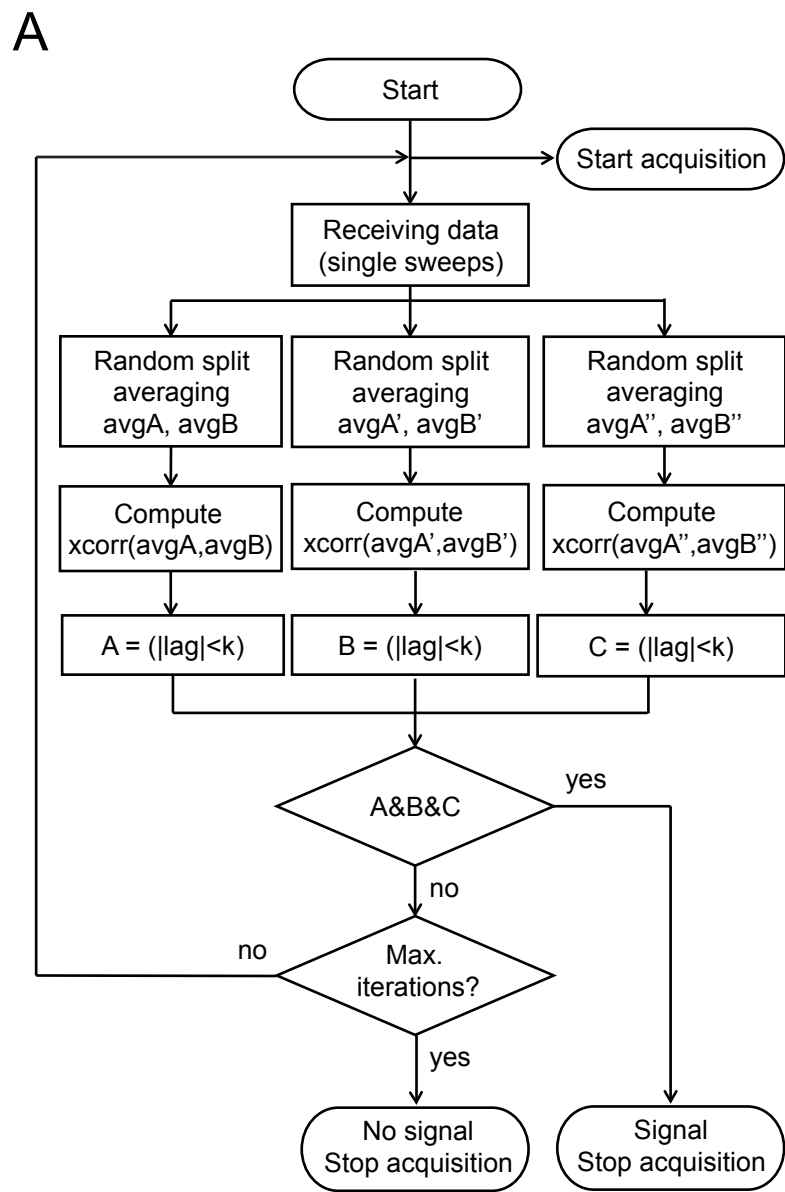 A
Start
Start acquisition
Receiving data
(single sweeps)
Random split
averaging
avgA, avgB
Random split
averaging
avgA’, avgB’
Random split
averaging
avgA’’, avgB’’
Compute
xcorr(avgA,avgB)
Compute
xcorr(avgA’,avgB’)
Compute
xcorr(avgA’’,avgB’’)
A = (|lag|<k)
B = (|lag|<k)
C = (|lag|<k)
A&B&C
yes
no
Max.
iterations?
no
yes
No signal
Stop acquisition
Signal
Stop acquisition